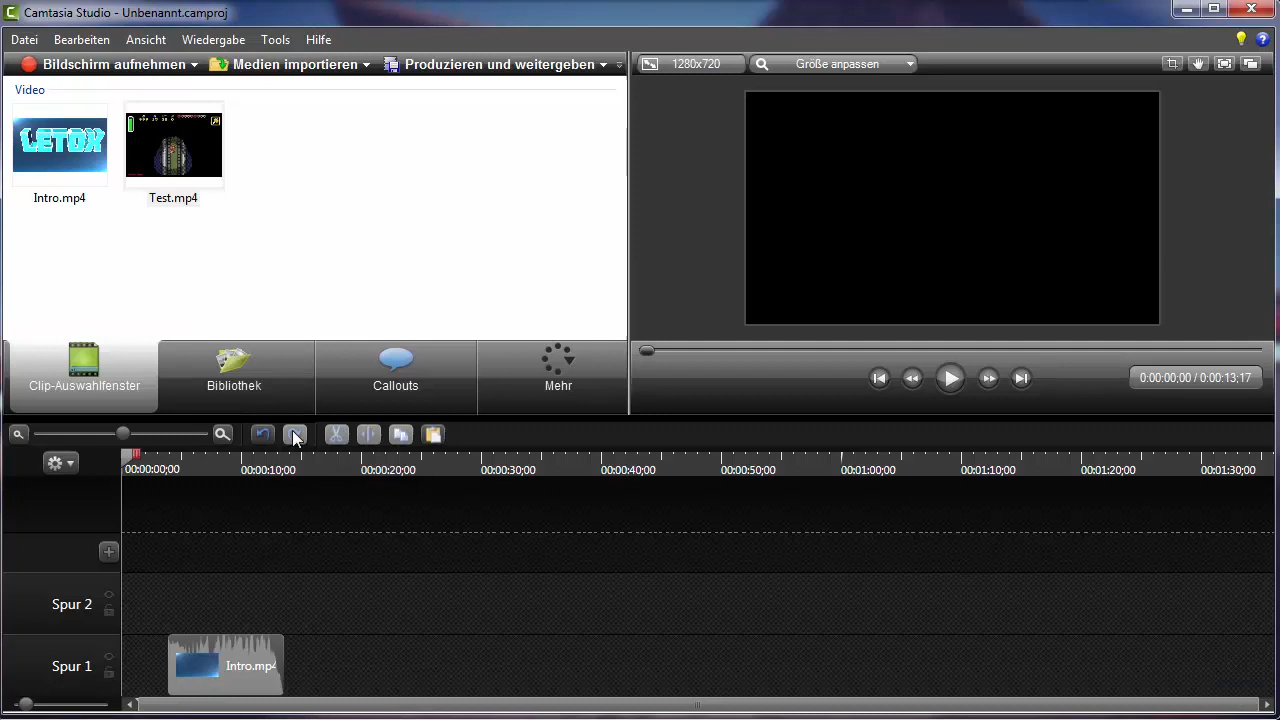 Camtasia Studio - Unbenannt.camproj
Datei Bearbeiten Ansicht Wiedergabe Tools Hilfe
Bildschirm aufnehmen Medien importieren Produzieren und weitergeben
1280x720 Größe anpassen
Video
LETOX
Intro.mp4 Test.mp4
Clip-Auswahlfenster Bibliothek Callouts Mehr
0:00:00;00 / 0:00:13;17
00:00:00;00 00:00:10;00 00:00:20;00 00:00:30;00 00:00:40;00 00:00:50;00 00:01:00;00 00:01:10;00 00:01:20;00 00:01:30;00
Spur 2
Spur 1
Intro.mp4